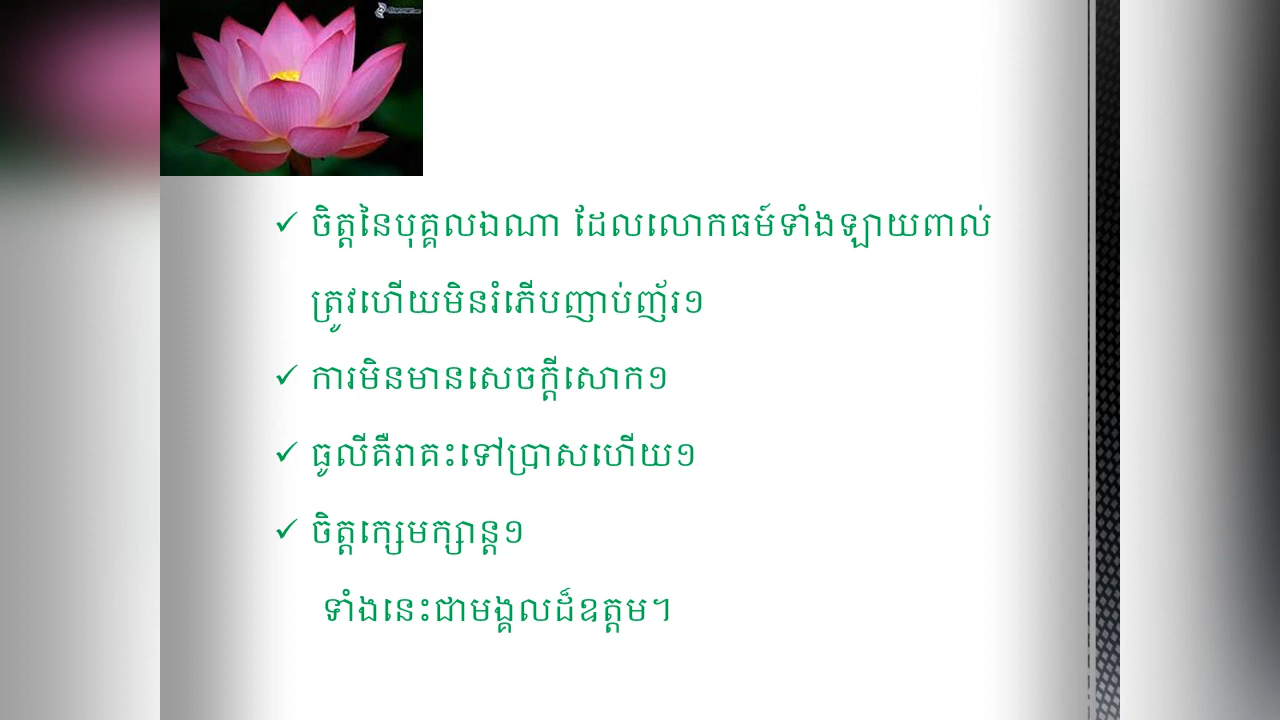 ✓ ចិត្តនៃបុគ្គលឯណា ដែលលោកធម៍ទាំងឡាយពាល់
ត្រូវហើយមិនរំភើបញាប់ញ័រ១
✓ ការមិនមានសេចក្តីសោក១
✓ ធូលីគឺរាគះទៅប្រាសហើយ១
✓ ចិត្តក្សេមក្សាន្ត១
ទាំងនេះជាមង្គលដ៏ឧត្តម។